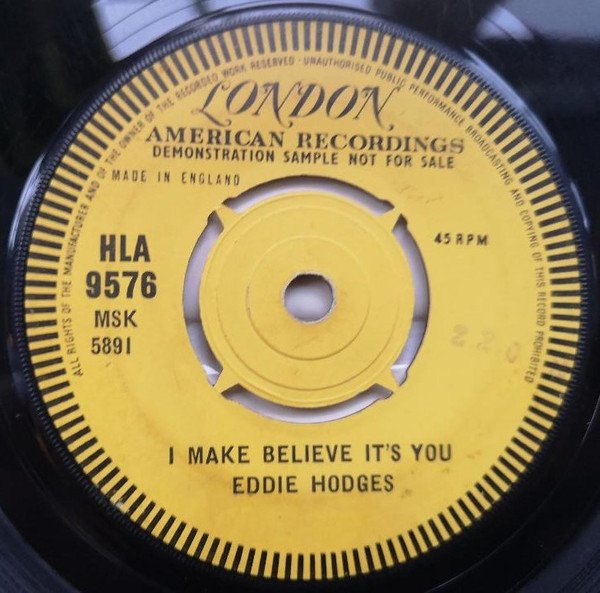 ALL RIGHTS OF THE MANUFACTURER AND OF THE OWNER OF THE RECORDED WORK RESERVED · UNAUTHORISED PUBLIC PERFORMANCE BROADCASTING AND COPYING OF THIS RECORD PROHIBITED
LONDON
AMERICAN RECORDINGS
DEMONSTRATION SAMPLE NOT FOR SALE
MADE IN ENGLAND
45 RPM
HLA
9576
MSK
5891
220
I MAKE BELIEVE IT'S YOU
EDDIE HODGES